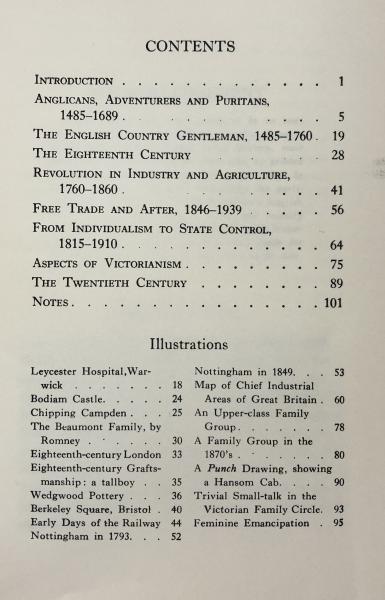 CONTENTS
INTRODUCTION . . . . . . . . . . . . . 1
ANGLICANS, ADVENTURERS AND PURITANS,
1485–1689 . . . . . . . . . . 5
THE ENGLISH COUNTRY GENTLEMAN, 1485–1760 . 19
THE EIGHTEENTH CENTURY . . . . . . 28
REVOLUTION IN INDUSTRY AND AGRICULTURE,
1760–1860 . . . . . . . . . . 41
FREE TRADE AND AFTER, 1846–1939 . . . . . 56
FROM INDIVIDUALISM TO STATE CONTROL,
1815–1910 . . . . . . . . . . 64
ASPECTS OF VICTORIANISM . . . . . . . . 75
THE TWENTIETH CENTURY . . . . . . . 89
NOTES . . . . . . . . . . . . . . . 101
Illustrations
Leycester Hospital, War-
wick . . . . . . . 18
Bodiam Castle. . . . . 24
Chipping Campden . . . 25
The Beaumont Family, by
Romney . . . . . 30
Eighteenth-century London 33
Eighteenth-century Grafts-
manship: a tallboy . . 35
Wedgwood Pottery . . . 36
Berkeley Square, Bristol . 40
Early Days of the Railway 44
Nottingham in 1793. . . 52
Nottingham in 1849. . . 53
Map of Chief Industrial
Areas of Great Britain . 60
An Upper-class Family
Group. . . . . . . 78
A Family Group in the
1870's . . . . . . 80
A Punch Drawing, showing
a Hansom Cab. . . . 90
Trivial Small-talk in the
Victorian Family Circle. 93
Feminine Emancipation . 95